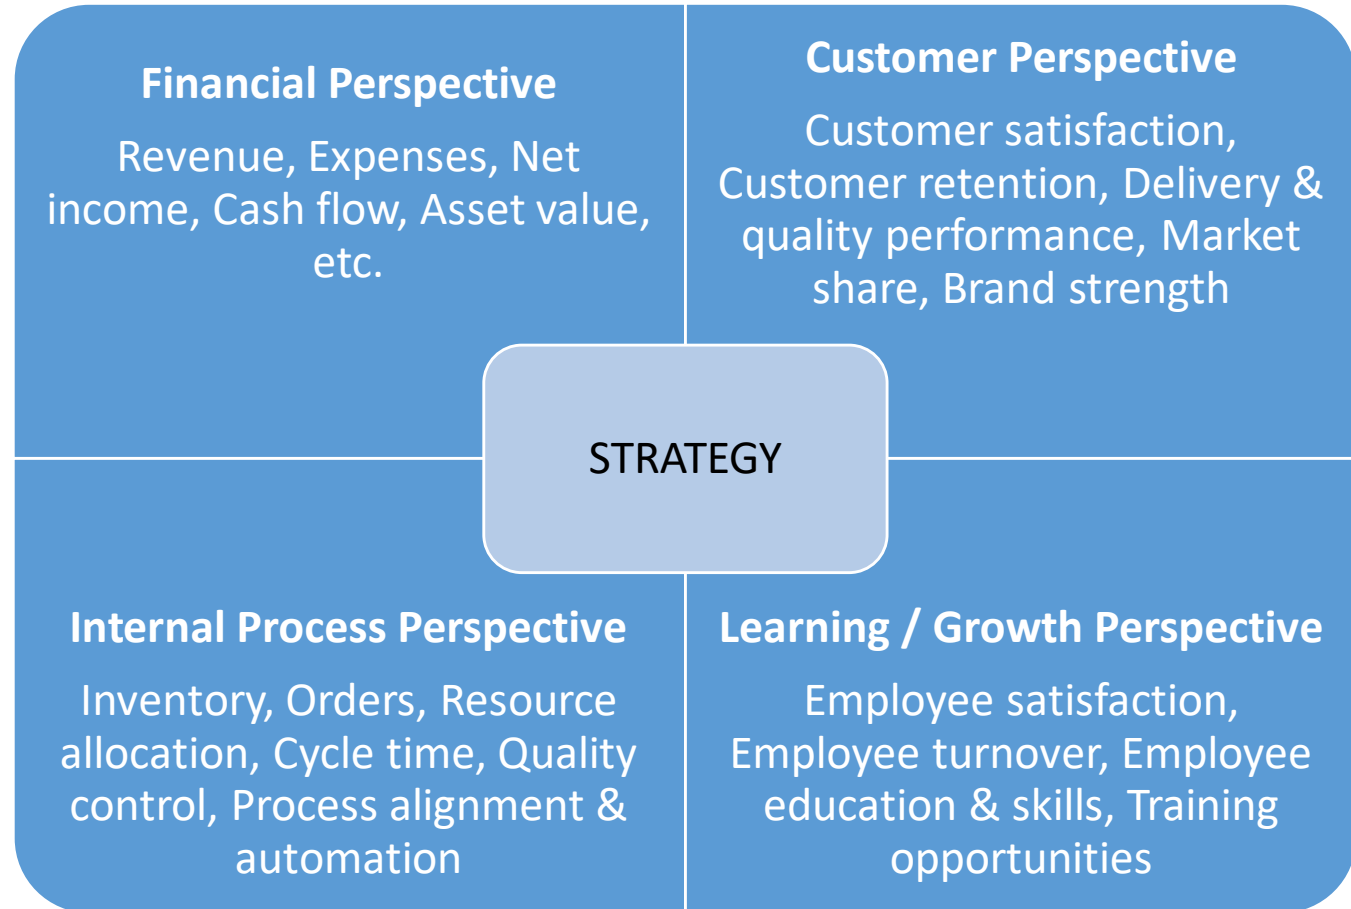 Financial Perspective
Revenue, Expenses, Net
income, Cash flow, Asset value,
etc.
Customer Perspective
Customer satisfaction,
Customer retention, Delivery &
quality performance, Market
share, Brand strength
STRATEGY
Internal Process Perspective
Inventory, Orders, Resource
allocation, Cycle time, Quality
control, Process alignment &
automation
Learning / Growth Perspective
Employee satisfaction,
Employee turnover, Employee
education & skills, Training
opportunities